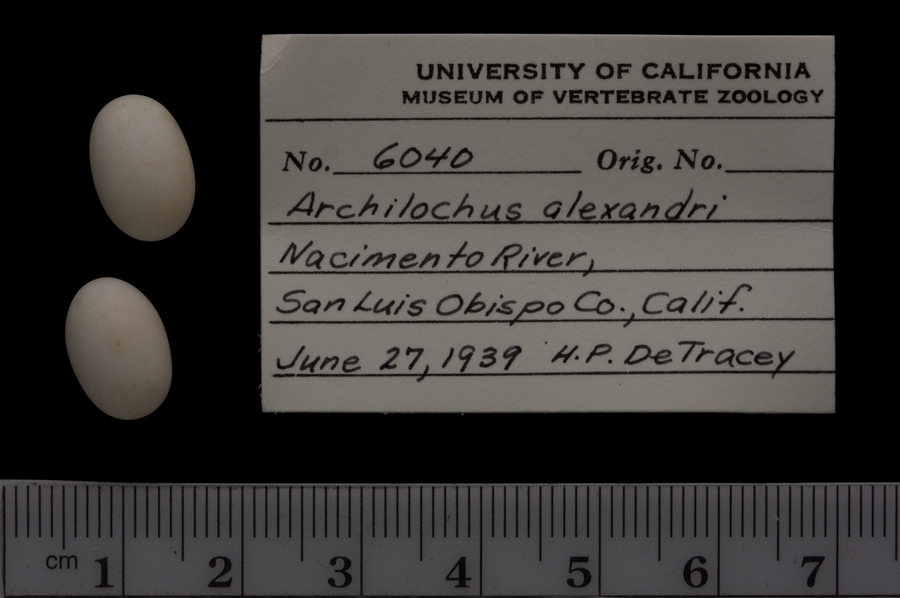 UNIVERSITY OF CALIFORNIA
MUSEUM OF VERTEBRATE ZOOLOGY
No. 6040 Orig. No.
Archilochus alexandri
Nacimento River,
San Luis Obispo Co., Calif.
June 27, 1939 H.P. DeTracey
cm 1 2 3 4 5 6 7